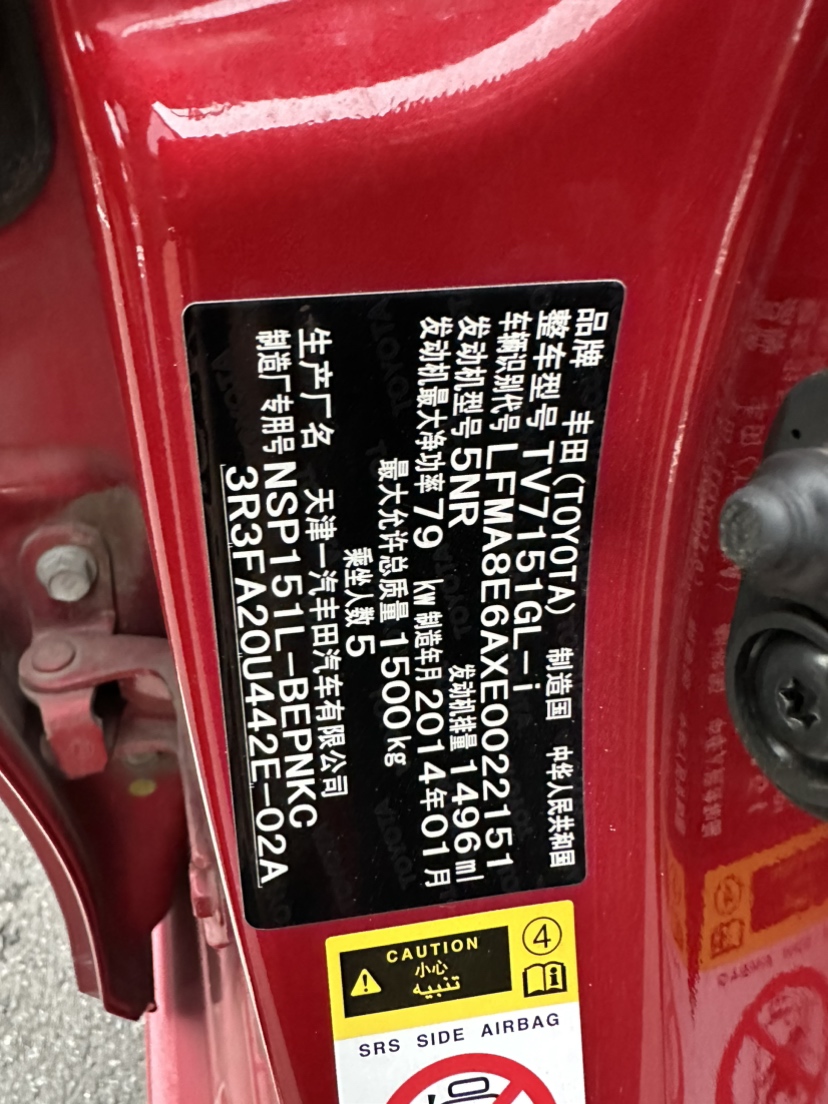 品牌 丰田(TOYOTA) 制造国 中华人民共和国
整车型号 TV7151GL-i
车辆识别代号 LFMA8E6AXE0022151
发动机型号 5NR 发动机排量 1496 ml
发动机最大净功率 79 kW 制造年月 2014年01月
最大允许总质量 1500 kg
乘坐人数 5
生产厂名 天津一汽丰田汽车有限公司
制造厂专用号 NSP151L-BEPNKC
3R3FA20U442E-02A
CAUTION
小心
تنبيه
4
SRS SIDE AIRBAG